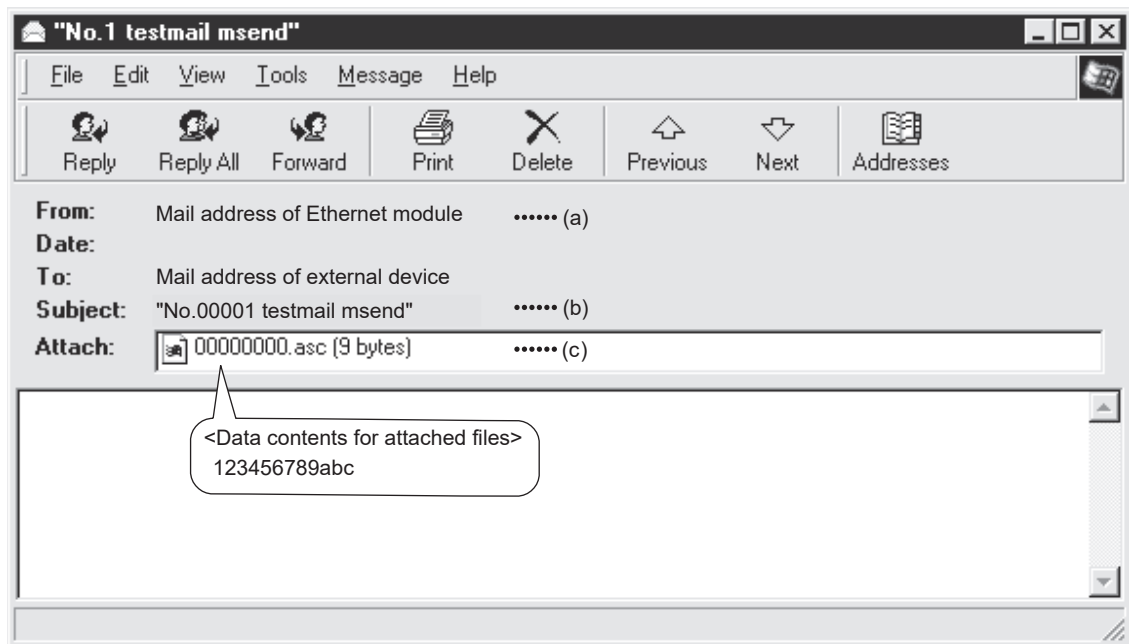 "No.1 testmail msend"
File Edit View Tools Message Help
Reply Reply All Forward Print Delete Previous Next Addresses
From: Mail address of Ethernet module •••••• (a)
Date:
To: Mail address of external device
Subject: "No.00001 testmail msend" •••••• (b)
Attach: 00000000.asc (9 bytes) •••••• (c)
<Data contents for attached files>
123456789abc